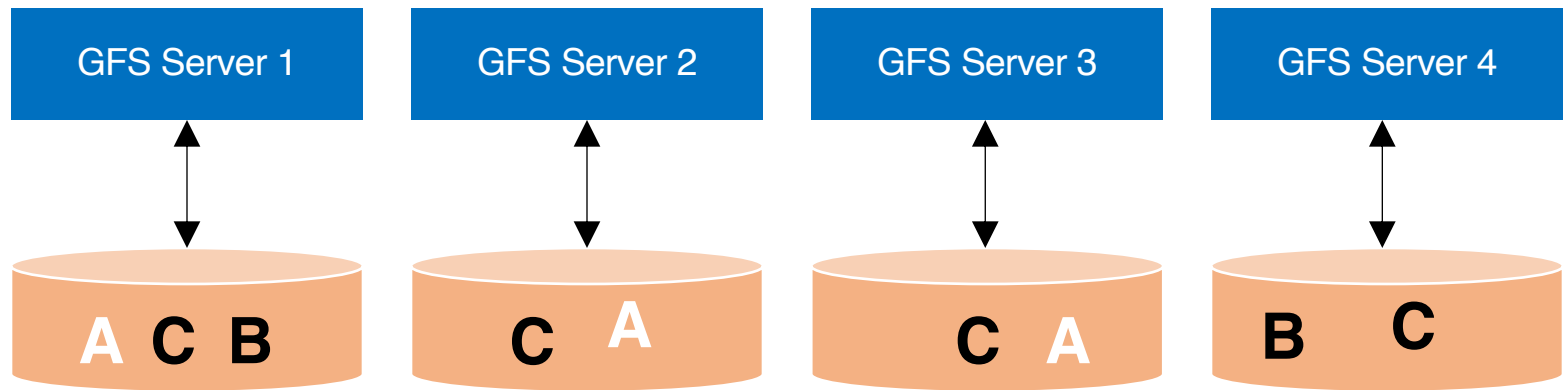 GFS Server 1
GFS Server 2
GFS Server 3
GFS Server 4
A C B
C A
C A
B C